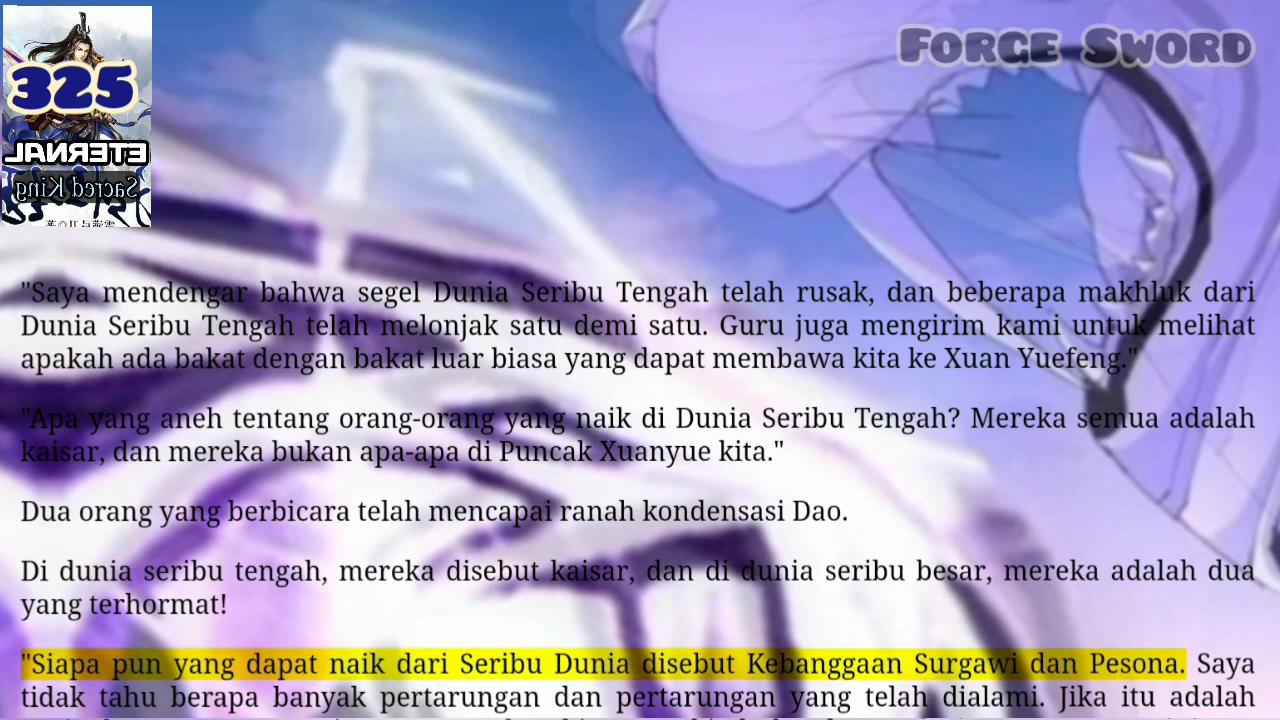 Forge Sword
325
ETERNAL
Sacred King
"Saya mendengar bahwa segel Dunia Seribu Tengah telah rusak, dan beberapa makhluk dari
Dunia Seribu Tengah telah melonjak satu demi satu. Guru juga mengirim kami untuk melihat
apakah ada bakat dengan bakat luar biasa yang dapat membawa kita ke Xuan Yuefeng."
"Apa yang aneh tentang orang-orang yang naik di Dunia Seribu Tengah? Mereka semua adalah
kaisar, dan mereka bukan apa-apa di Puncak Xuanyue kita."
Dua orang yang berbicara telah mencapai ranah kondensasi Dao.
Di dunia seribu tengah, mereka disebut kaisar, dan di dunia seribu besar, mereka adalah dua
yang terhormat!
"Siapa pun yang dapat naik dari Seribu Dunia disebut Kebanggaan Surgawi dan Pesona. Saya
tidak tahu berapa banyak pertarungan dan pertarungan yang telah dialami. Jika itu adalah